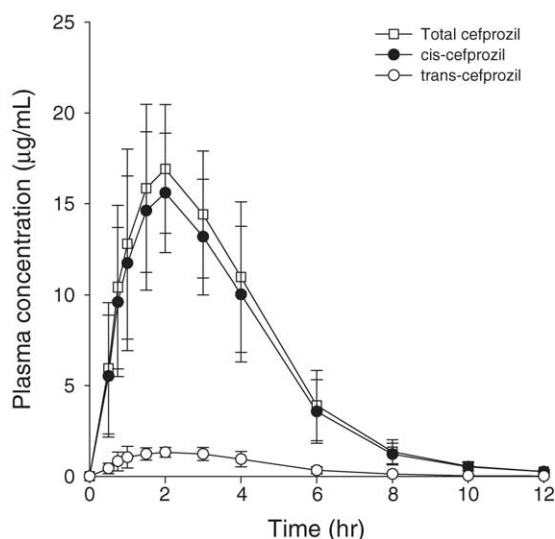 Total cefprozil
cis-cefprozil
trans-cefprozil
Plasma concentration (μg/mL)
25
20
15
10
5
0
0 2 4 6 8 10 12
Time (hr)